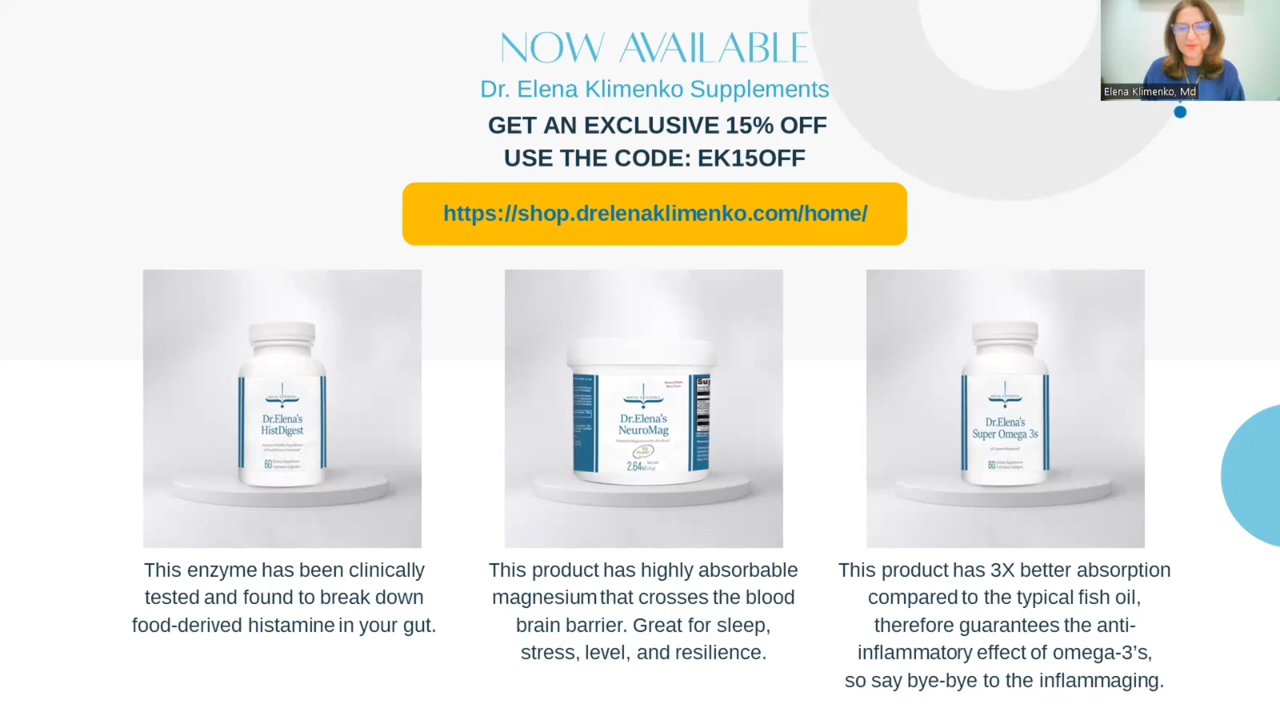 NOW AVAILABLE
Dr. Elena Klimenko Supplements
GET AN EXCLUSIVE 15% OFF
USE THE CODE: EK15OFF
https://shop.drelenaklimenko.com/home/
Elena Klimenko, Md
Dr.Elena's
HistDigest
60
Dr.Elena's
NeuroMag
2.64oz
Sup
Dr.Elena's
Super Omega 3s
60
This enzyme has been clinically
tested and found to break down
food-derived histamine in your gut.
This product has highly absorbable
magnesium that crosses the blood
brain barrier. Great for sleep,
stress, level, and resilience.
This product has 3X better absorption
compared to the typical fish oil,
therefore guarantees the anti-
inflammatory effect of omega-3’s,
so say bye-bye to the inflammaging.